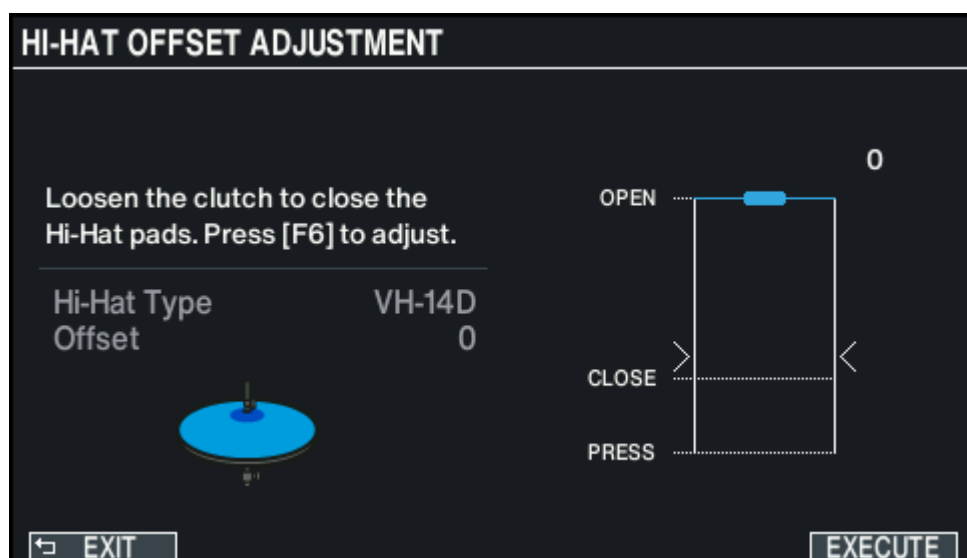 HI-HAT OFFSET ADJUSTMENT
Loosen the clutch to close the
Hi-Hat pads. Press [F6] to adjust.
Hi-Hat Type VH-14D
Offset 0
0
OPEN
CLOSE
PRESS
EXIT
EXECUTE